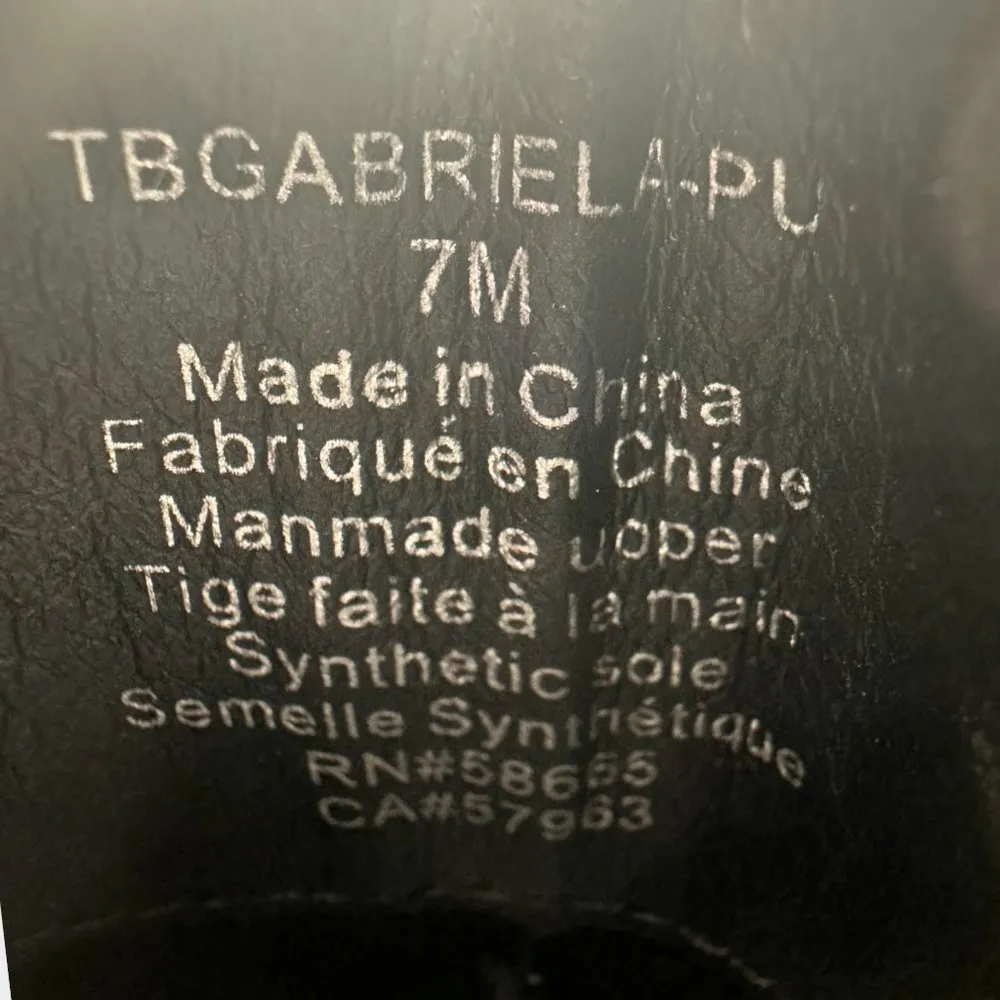 TBGABRIELA-PU
7M
Made in China
Fabriqué en Chine
Manmade upper
Tige faite à la main
Synthetic sole
Semelle Synthétique
RN#58665
CA#57963